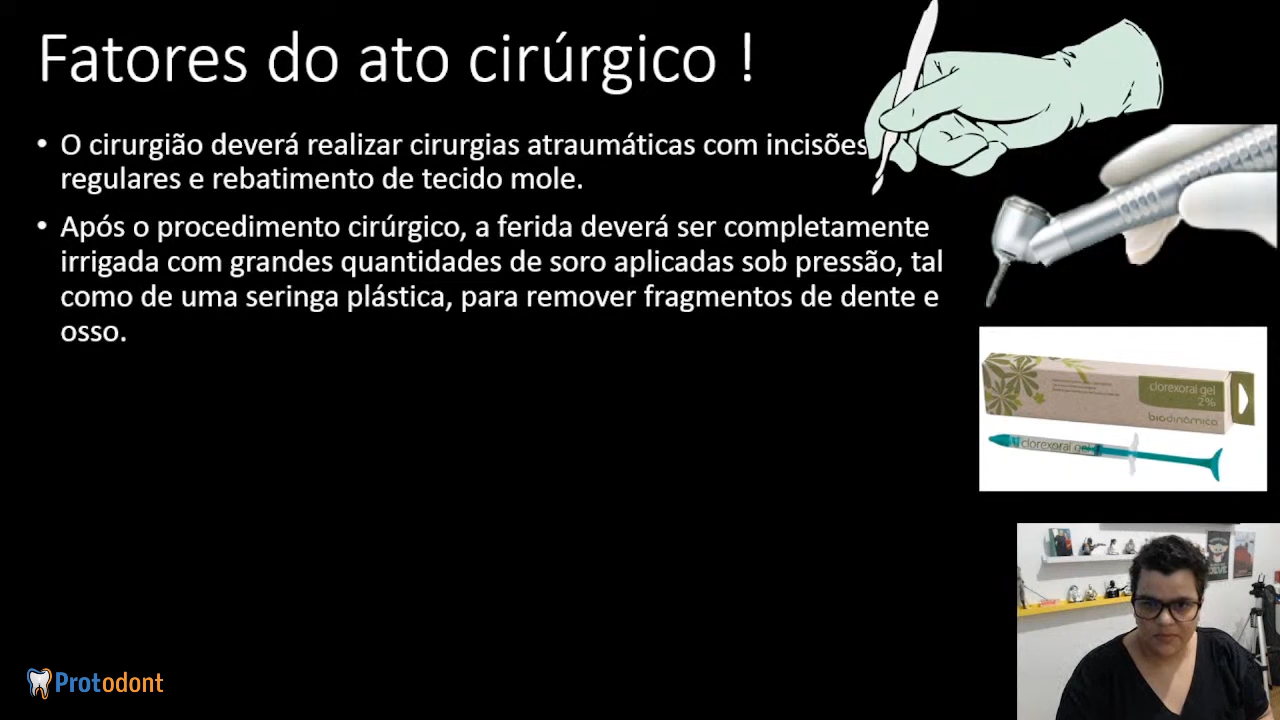 Fatores do ato cirúrgico !
• O cirurgião deverá realizar cirurgias atraumáticas com incisões
regulares e rebatimento de tecido mole.
• Após o procedimento cirúrgico, a ferida deverá ser completamente
irrigada com grandes quantidades de soro aplicadas sob pressão, tal
como de uma seringa plástica, para remover fragmentos de dente e
osso.
clorexoral gel
2%
biodinâmica
clorexoral gel
Protodont